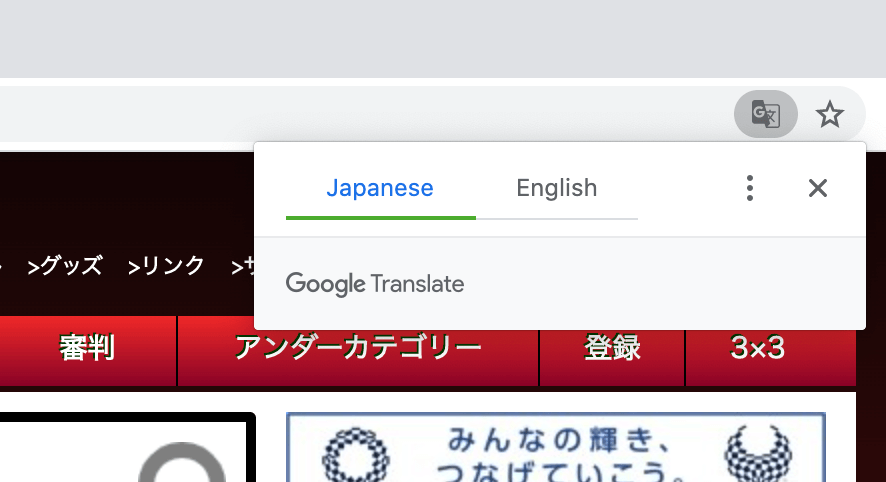 Japanese English
>グッズ >リンク >サ
Google Translate
審判 アンダーカテゴリー 登録 3×3
みんなの輝き、
つなげていこう。